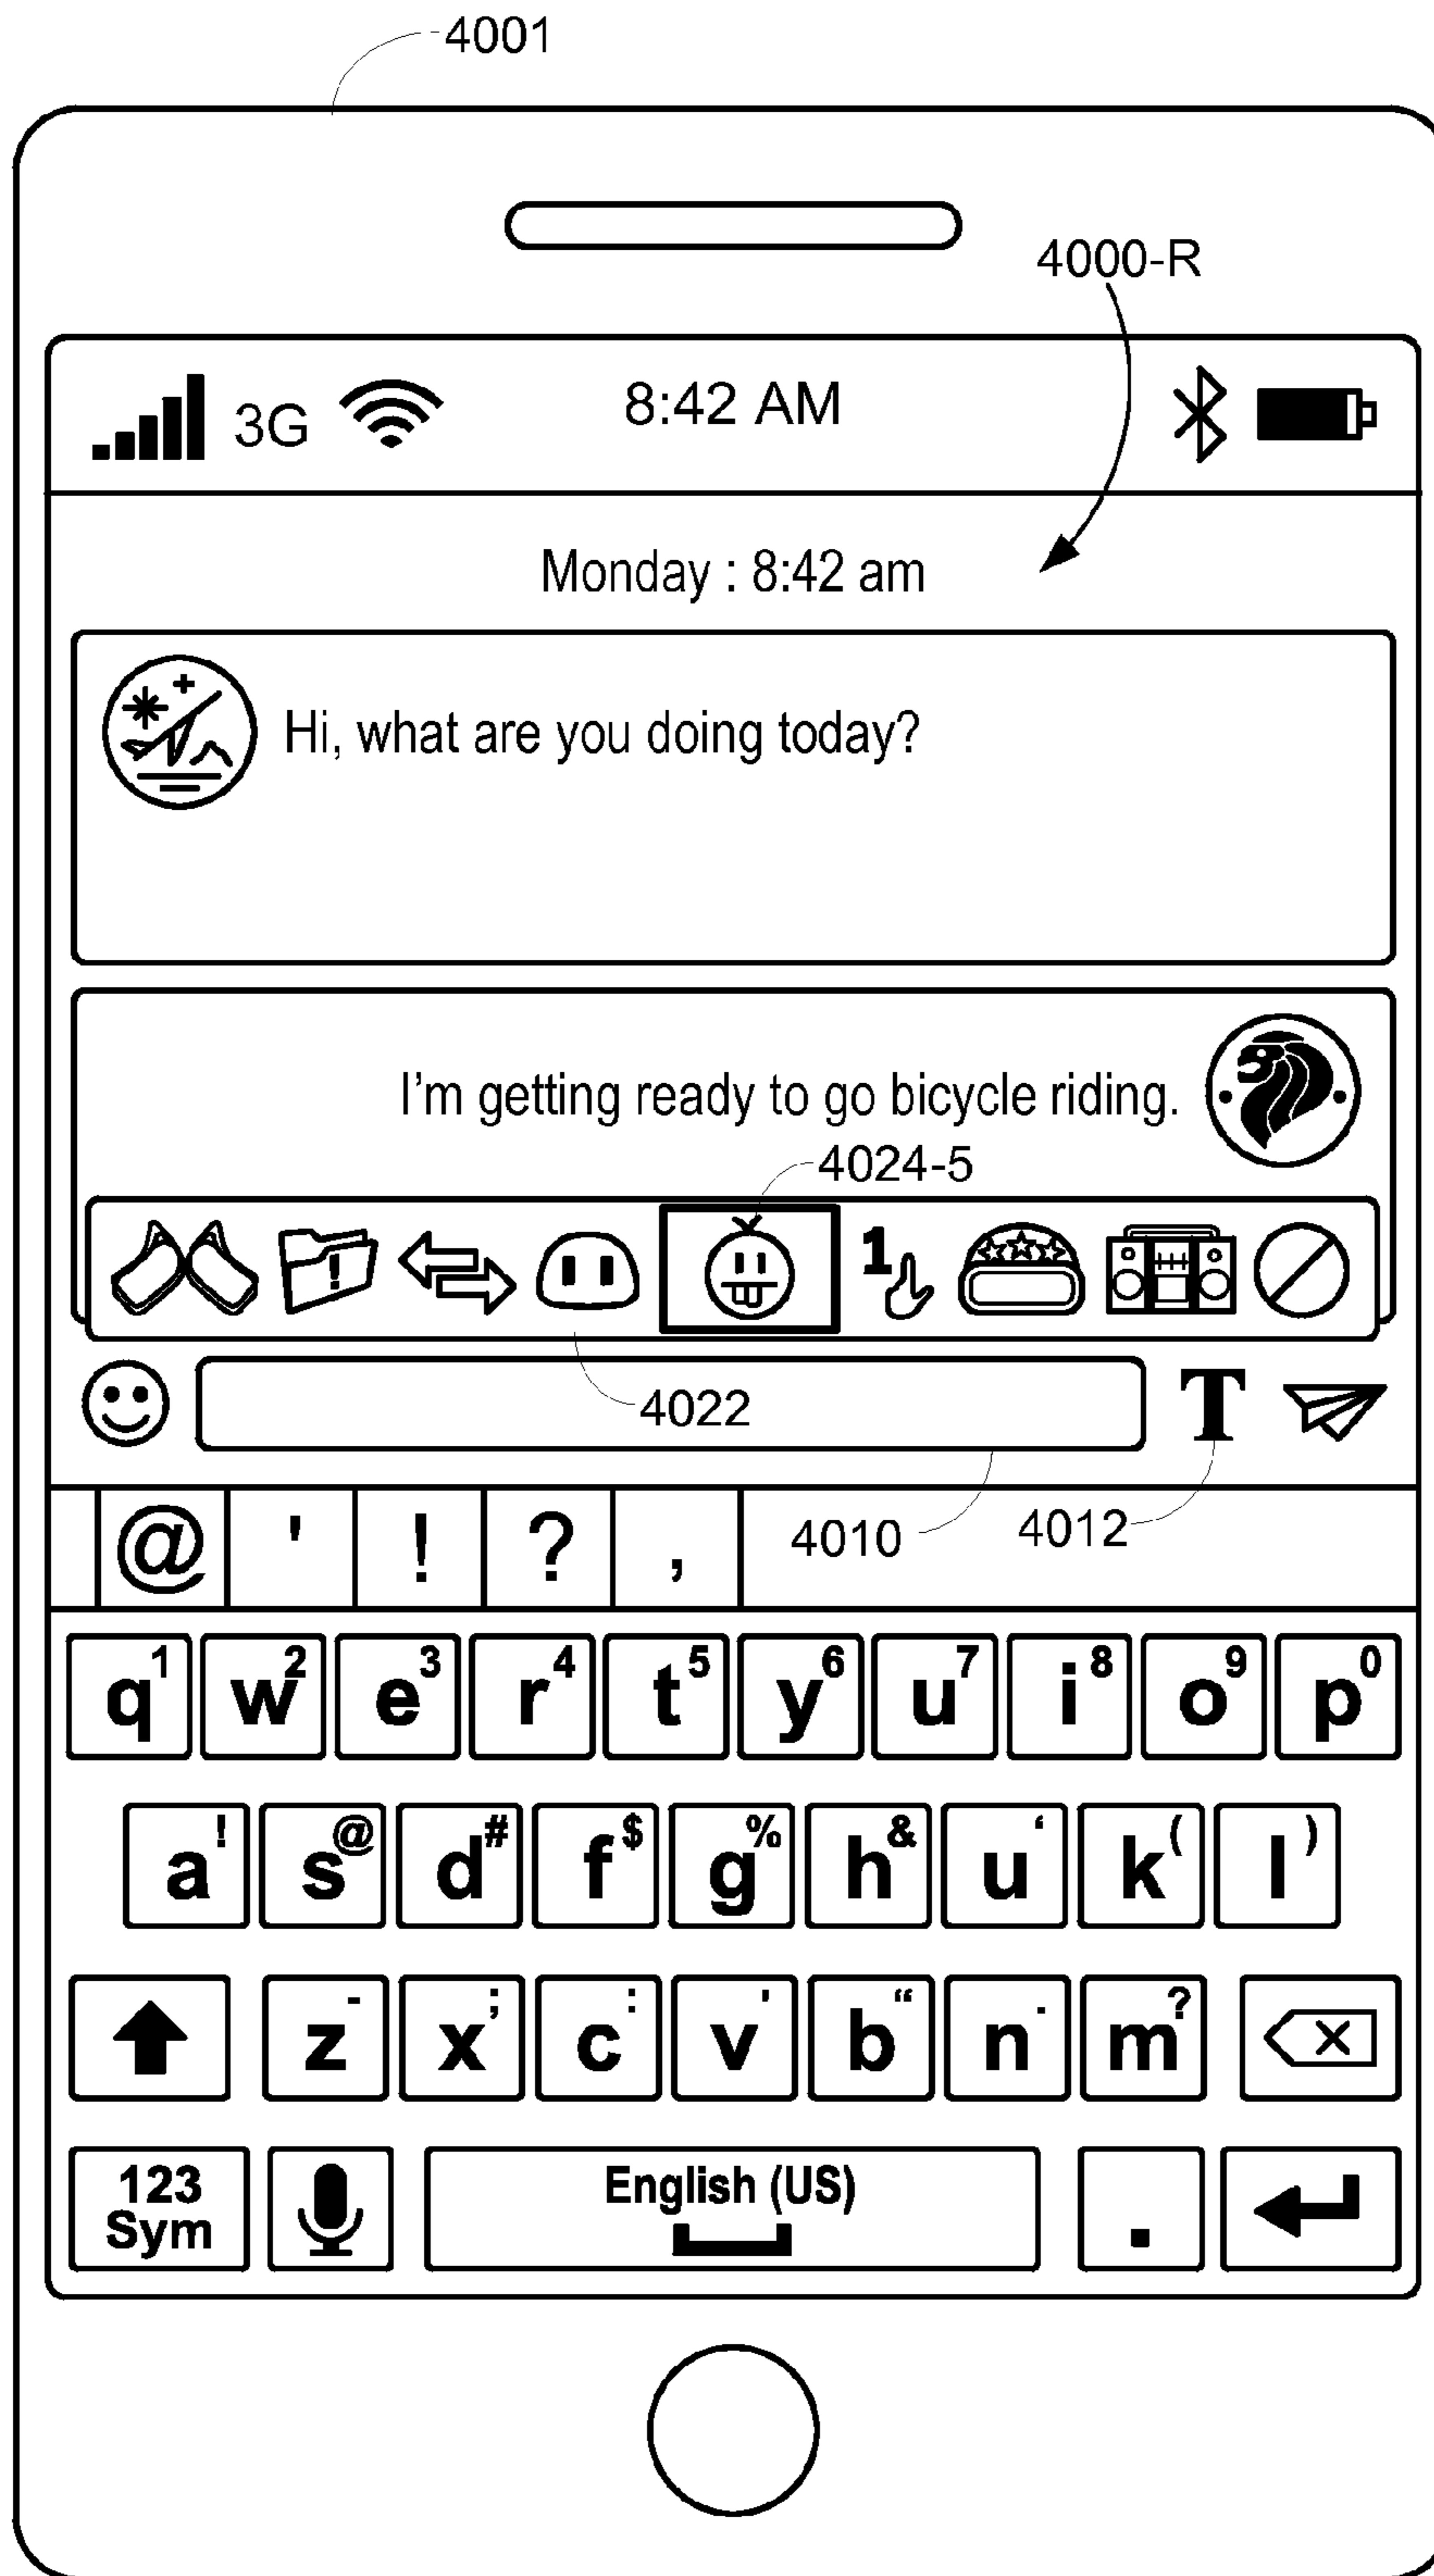 4001
4000-R
3G 8:42 AM
Monday : 8:42 am
Hi, what are you doing today?
I'm getting ready to go bicycle riding.
4024-5
! 1
4022
T
4010 4012
@ ' ! ? ,
q1 w2 e3 r4 t5 y6 u7 i8 o9 p0
a! s@ d# f$ g% h& u‘ k( l)
z- x; c: v' b“ n. m?
123
Sym
English (US)
.